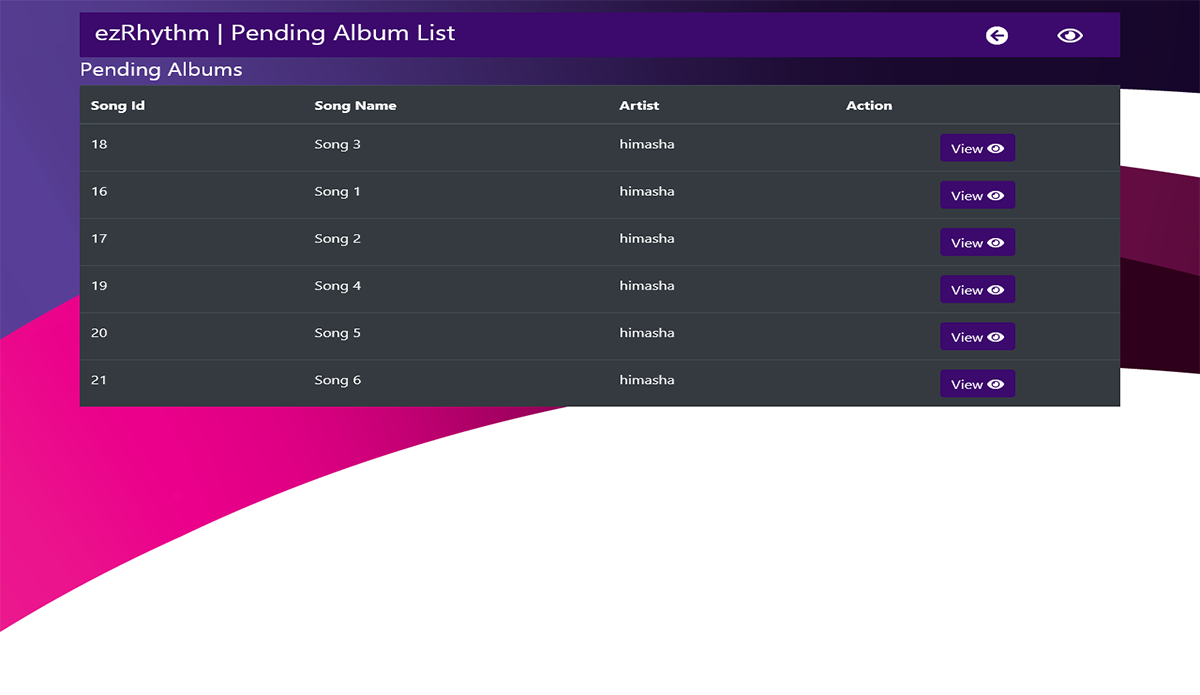 ezRhythm | Pending Album List
Pending Albums
Song Id Song Name Artist Action
18 Song 3 himasha View
16 Song 1 himasha View
17 Song 2 himasha View
19 Song 4 himasha View
20 Song 5 himasha View
21 Song 6 himasha View